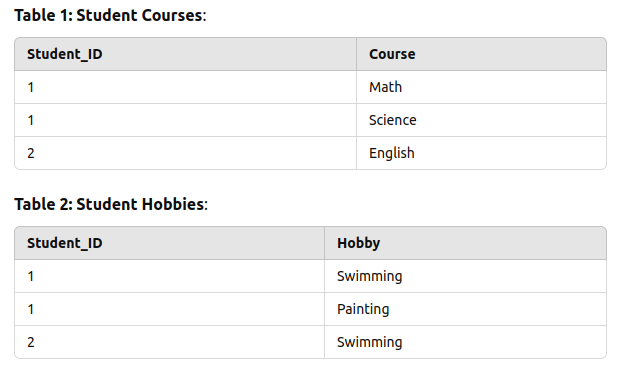 Table 1: Student Courses:
Student_ID Course
1 Math
1 Science
2 English
Table 2: Student Hobbies:
Student_ID Hobby
1 Swimming
1 Painting
2 Swimming